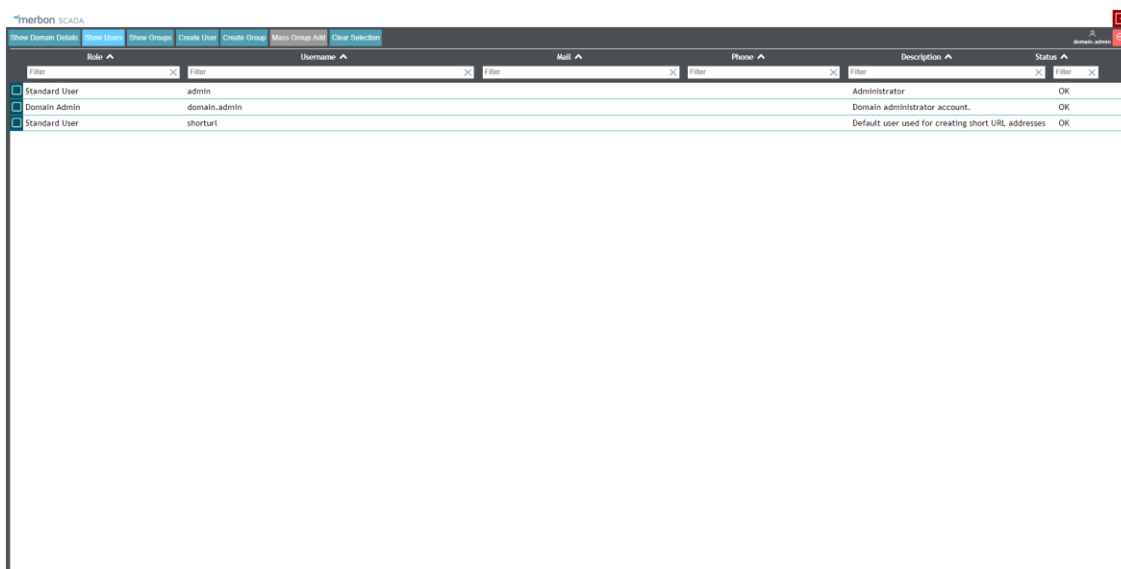 merbon SCADA
Show Domain Details Show Users Show Groups Create User Create Group Mass Group Add Clear Selection
domain.admin
Role Username Mail Phone Description Status
Filter Filter Filter Filter Filter Filter
Standard User admin Administrator OK
Domain Admin domain.admin Domain administrator account. OK
Standard User shorturl Default user used for creating short URL addresses OK